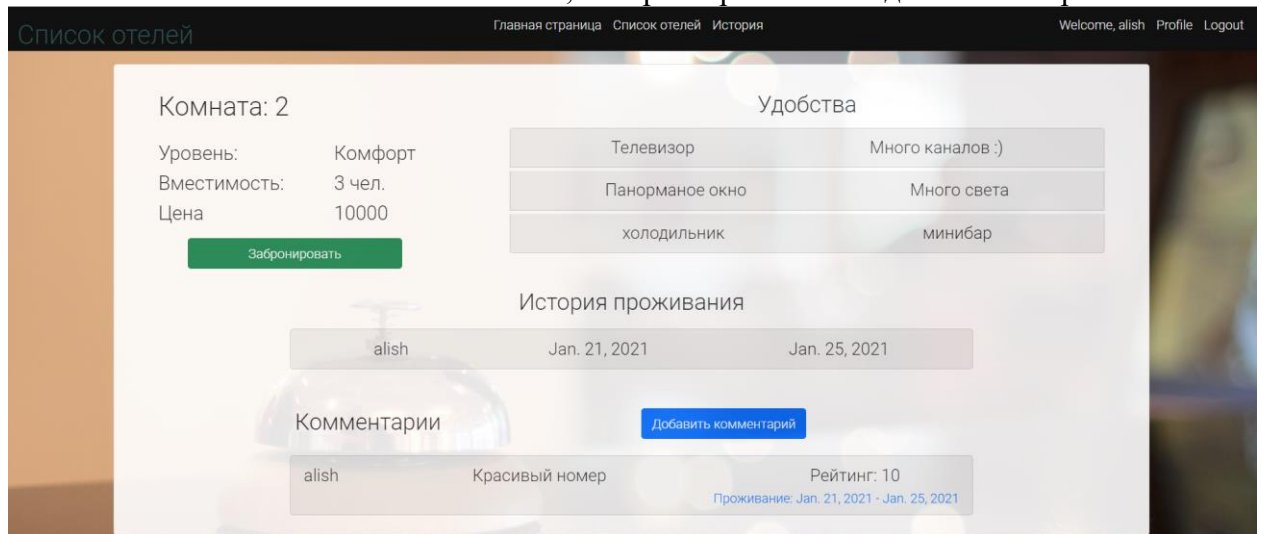 Список отелей
Главная страница Список отелей История
Welcome, alish Profile Logout
Комната: 2
Уровень: Комфорт
Вместимость: 3 чел.
Цена 10000
Забронировать
Удобства
Телевизор Много каналов :)
Панорманое окно Много света
холодильник минибар
История проживания
alish Jan. 21, 2021 Jan. 25, 2021
Комментарии
Добавить комментарий
alish Красивый номер Рейтинг: 10
Проживание: Jan. 21, 2021 - Jan. 25, 2021